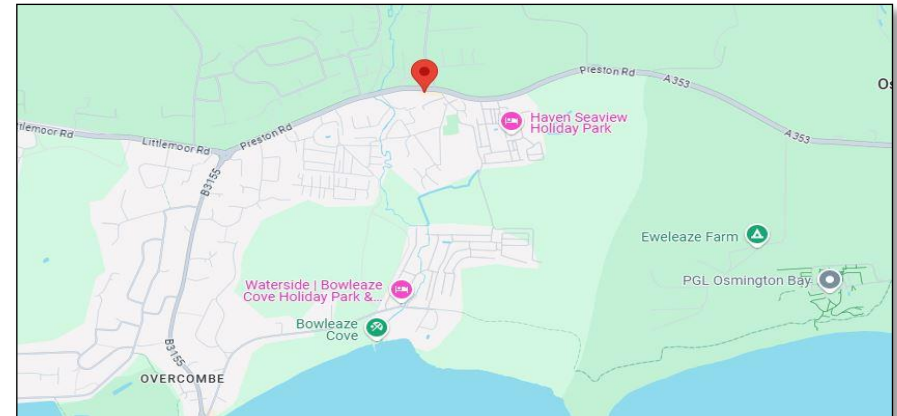 Preston Rd
A353
Os
Haven Seaview
Holiday Park
tlemoor Rd
Littlemoor Rd
Preston Rd
A353
B3155
Eweleaze Farm
PGL Osmington Bay
Waterside | Bowleaze
Cove Holiday Park &...
Bowleaze
Cove
B3155
OVERCOMBE